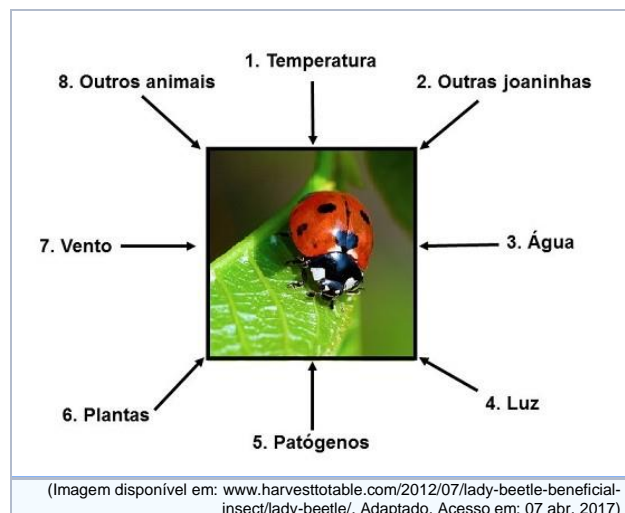 1. Temperatura
8. Outros animais
2. Outras joaninhas
7. Vento
3. Água
6. Plantas
4. Luz
5. Patógenos
(Imagem disponível em: www.harvesttotable.com/2012/07/lady-beetle-beneficial-
insect/lady-beetle/. Adaptado. Acesso em: 07 abr. 2017)